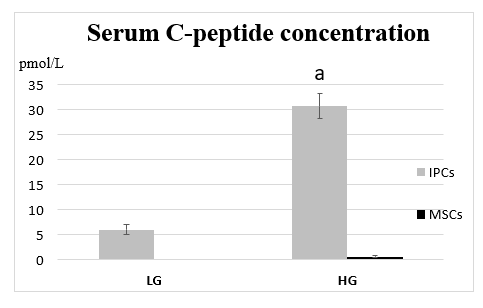 Serum C-peptide concentration
pmol/L
a
35
30
25
20
15
10
5
0
LG
HG
IPCs
MSCs